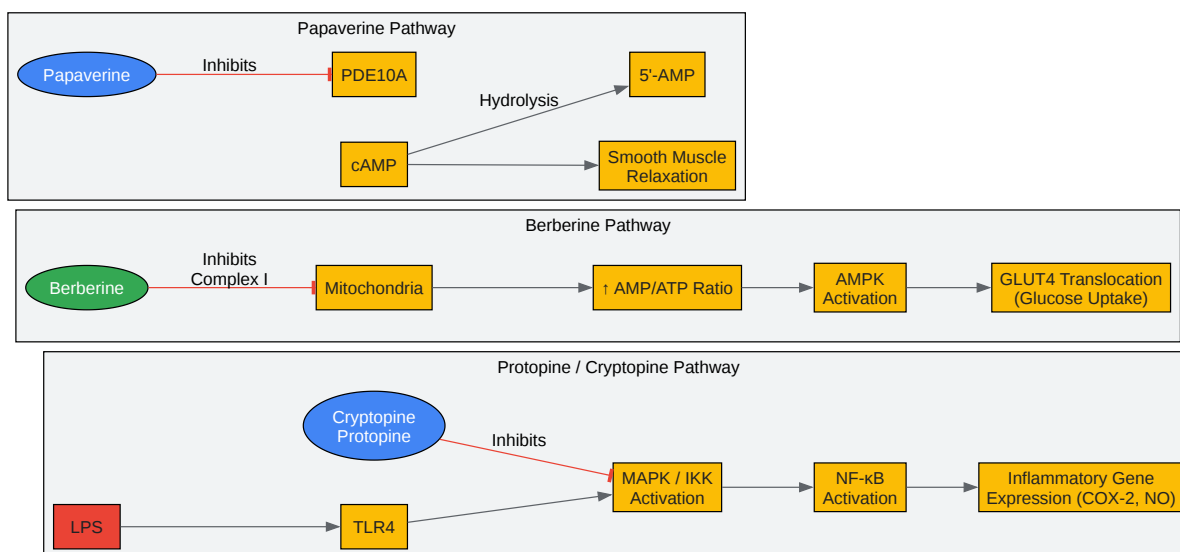 Papaverine Pathway
Papaverine
Inhibits
PDE10A
5'-AMP
Hydrolysis
cAMP
Smooth Muscle
Relaxation
Berberine Pathway
Berberine
Inhibits
Complex I
Mitochondria
↑ AMP/ATP Ratio
AMPK
Activation
GLUT4 Translocation
(Glucose Uptake)
Protopine / Cryptopine Pathway
Cryptopine
Protopine
Inhibits
MAPK / IKK
Activation
NF-κB
Activation
Inflammatory Gene
Expression (COX-2, NO)
LPS
TLR4